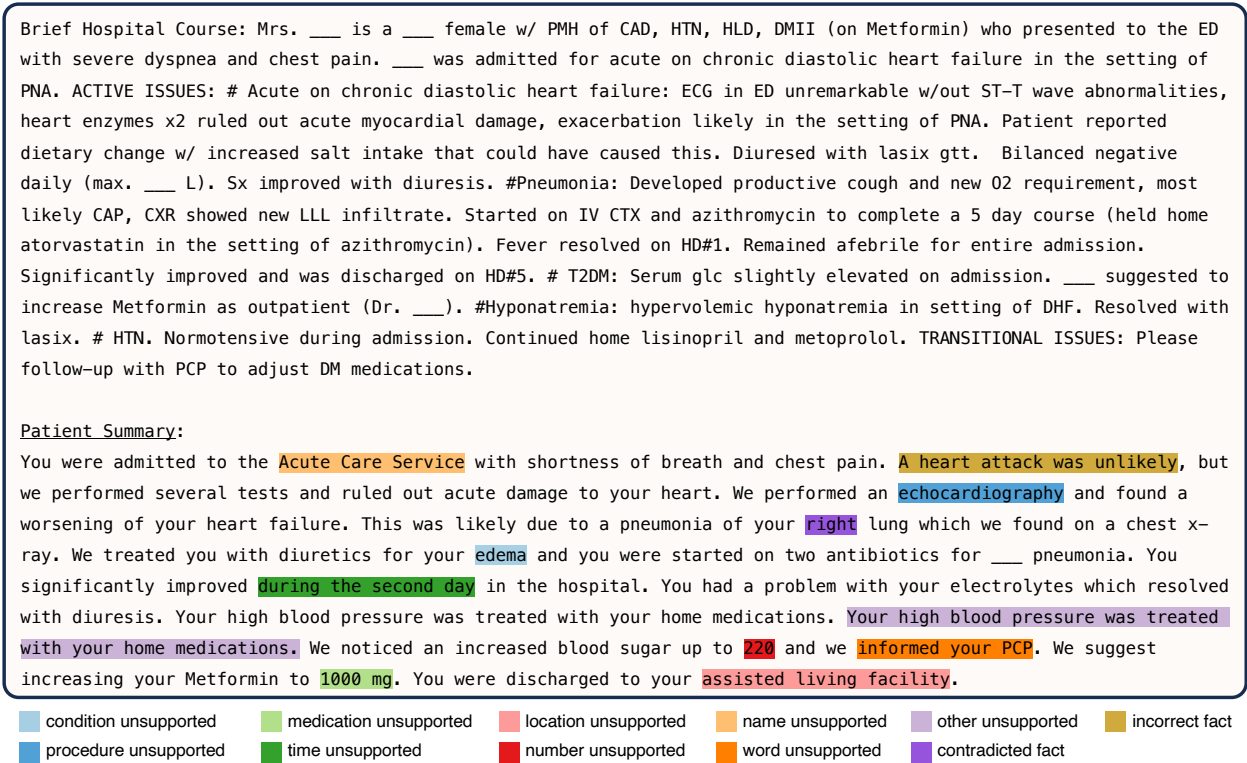 Brief Hospital Course: Mrs. ___ is a ___ female w/ PMH of CAD, HTN, HLD, DMII (on Metformin) who presented to the ED
with severe dyspnea and chest pain. ___ was admitted for acute on chronic diastolic heart failure in the setting of
PNA. ACTIVE ISSUES: # Acute on chronic diastolic heart failure: ECG in ED unremarkable w/out ST–T wave abnormalities,
heart enzymes x2 ruled out acute myocardial damage, exacerbation likely in the setting of PNA. Patient reported
dietary change w/ increased salt intake that could have caused this. Diuresed with lasix gtt.  Bilanced negative
daily (max. ___ L). Sx improved with diuresis. #Pneumonia: Developed productive cough and new O2 requirement, most
likely CAP, CXR showed new LLL infiltrate. Started on IV CTX and azithromycin to complete a 5 day course (held home
atorvastatin in the setting of azithromycin). Fever resolved on HD#1. Remained afebrile for entire admission.
Significantly improved and was discharged on HD#5. # T2DM: Serum glc slightly elevated on admission. ___ suggested to
increase Metformin as outpatient (Dr. ___). #Hyponatremia: hypervolemic hyponatremia in setting of DHF. Resolved with
lasix. # HTN. Normotensive during admission. Continued home lisinopril and metoprolol. TRANSITIONAL ISSUES: Please
follow-up with PCP to adjust DM medications.
Patient Summary:
You were admitted to the Acute Care Service with shortness of breath and chest pain. A heart attack was unlikely, but
we performed several tests and ruled out acute damage to your heart. We performed an echocardiography and found a
worsening of your heart failure. This was likely due to a pneumonia of your right lung which we found on a chest x–
ray. We treated you with diuretics for your edema and you were started on two antibiotics for ___ pneumonia. You
significantly improved during the second day in the hospital. You had a problem with your electrolytes which resolved
with diuresis. Your high blood pressure was treated with your home medications. Your high blood pressure was treated
with your home medications. We noticed an increased blood sugar up to 220 and we informed your PCP. We suggest
increasing your Metformin to 1000 mg. You were discharged to your assisted living facility.
condition unsupported medication unsupported location unsupported name unsupported other unsupported incorrect fact
procedure unsupported time unsupported number unsupported word unsupported contradicted fact